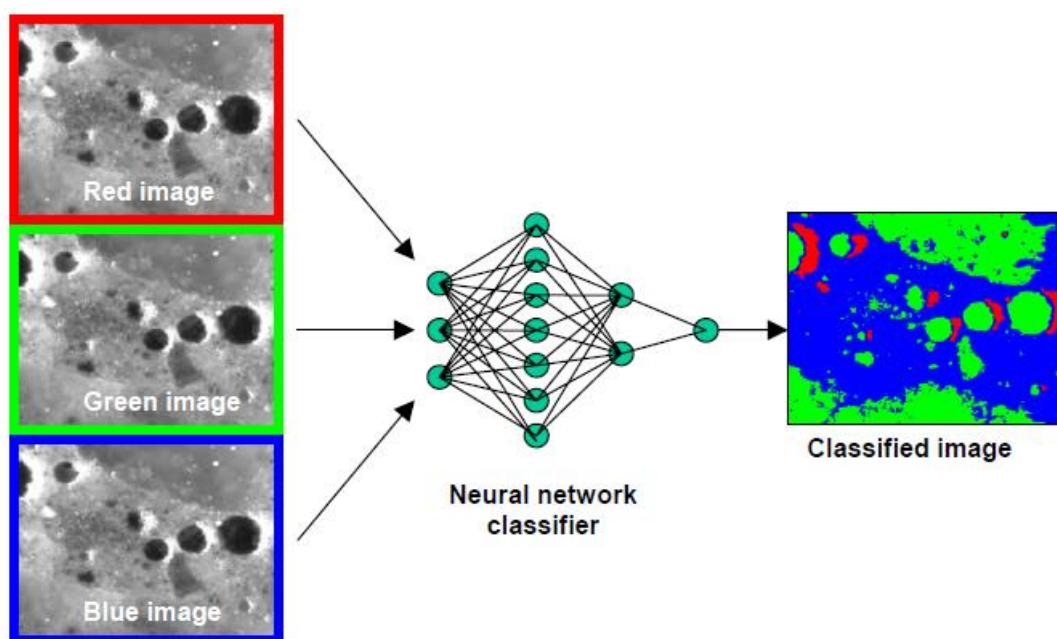 Red image
Green image
Blue image
Neural network
classifier
Classified image